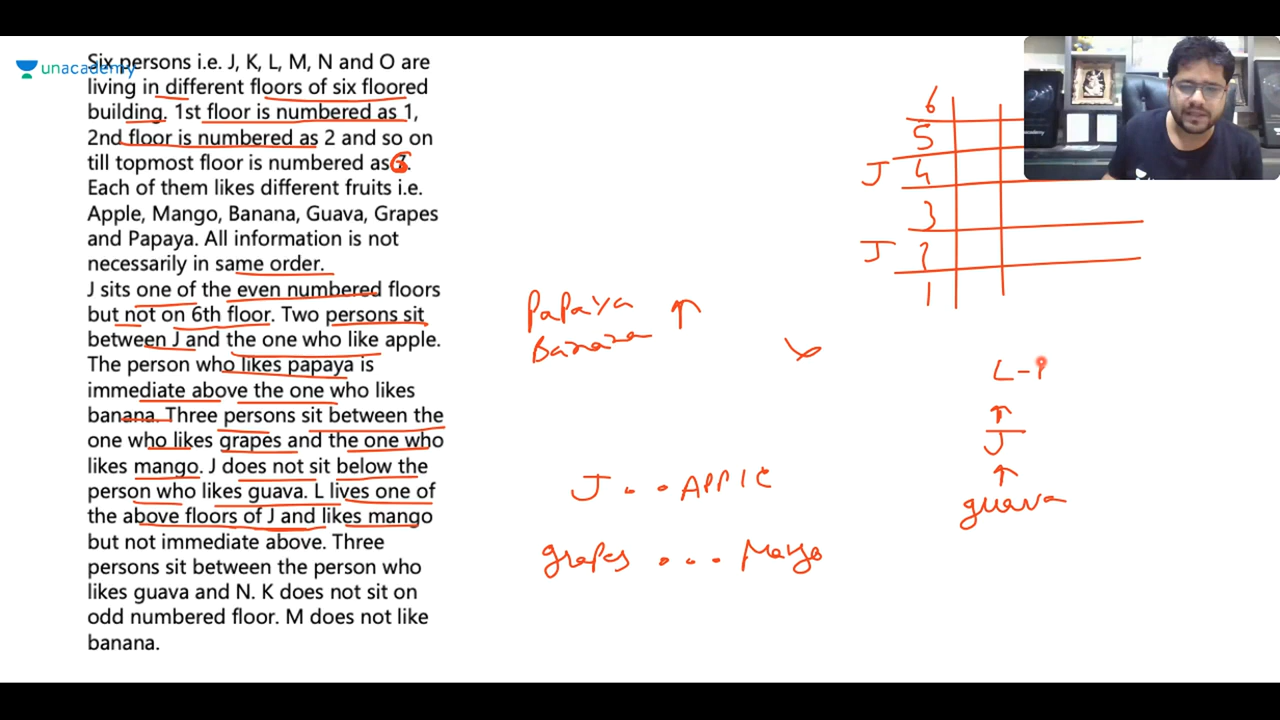 Six persons i.e. J, K, L, M, N and O are
unacademy
living in different floors of six floored
building. 1st floor is numbered as 1,
2nd floor is numbered as 2 and so on
till topmost floor is numbered as 6.
Each of them likes different fruits i.e.
Apple, Mango, Banana, Guava, Grapes
and Papaya. All information is not
necessarily in same order.
J sits one of the even numbered floors
but not on 6th floor. Two persons sit
between J and the one who like apple.
The person who likes papaya is
immediate above the one who likes
banana. Three persons sit between the
one who likes grapes and the one who
likes mango. J does not sit below the
person who likes guava. L lives one of
the above floors of J and likes mango
but not immediate above. Three
persons sit between the person who
likes guava and N. K does not sit on
odd numbered floor. M does not like
banana.
Papaya ↑
Banana
J . . Apple
grapes . . . Mango
6
5
J 4
3
J 2
1
L -
↑
J
↑
guava